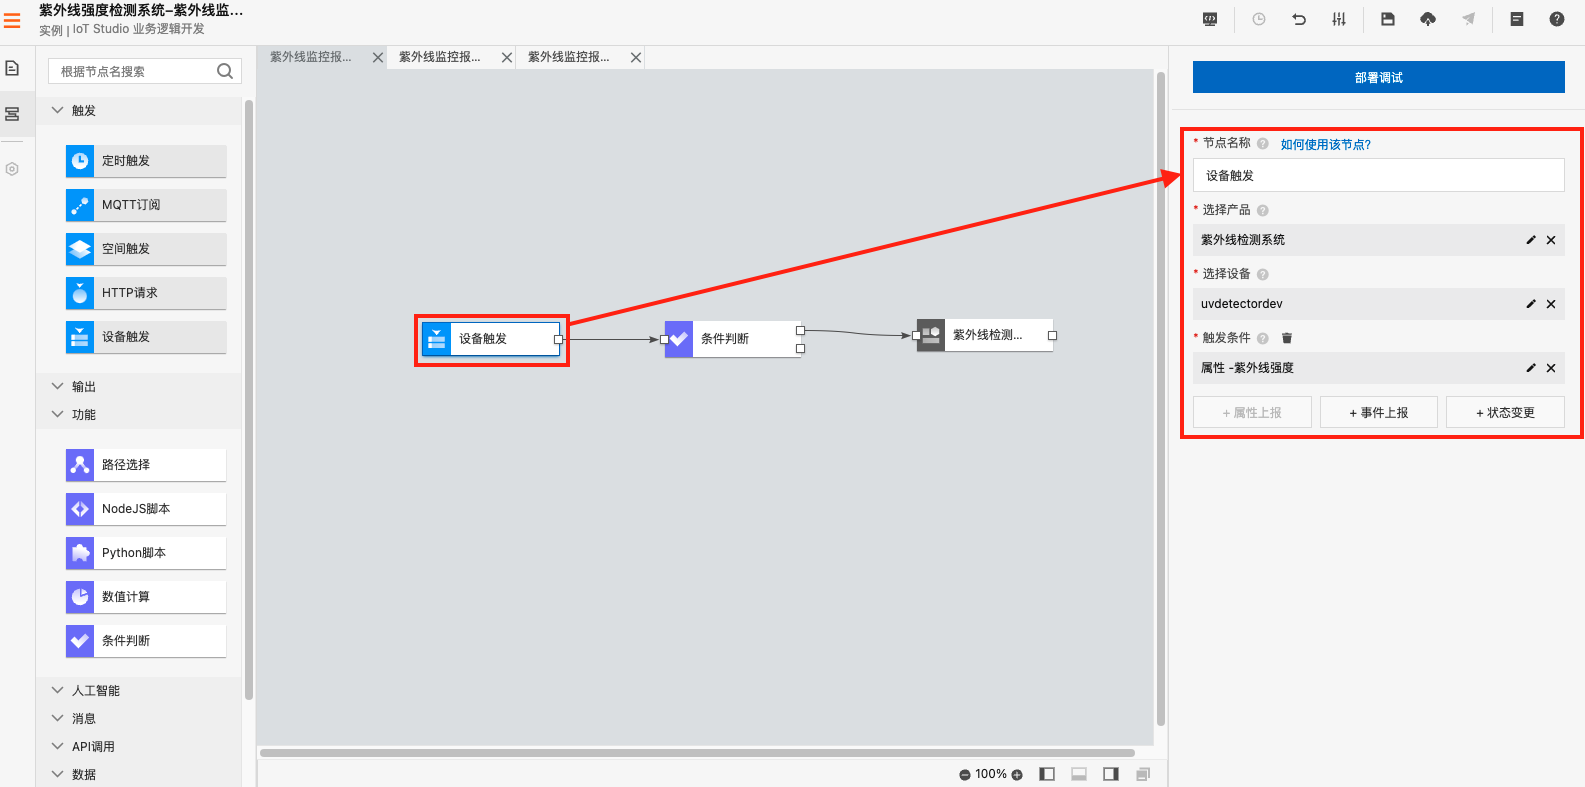 紫外线强度检测系统-紫外线监...
实例 | IoT Studio 业务逻辑开发
紫外线监控报...
紫外线监控报...
紫外线监控报...
根据节点名搜索
触发
定时触发
MQTT订阅
空间触发
HTTP请求
设备触发
输出
功能
路径选择
NodeJS脚本
Python脚本
数值计算
条件判断
人工智能
消息
API调用
数据
设备触发
条件判断
紫外线检测...
100%
部署调试
* 节点名称 ? 如何使用该节点?
设备触发
* 选择产品 ?
紫外线检测系统
* 选择设备 ?
uvdetectordev
* 触发条件 ?
属性 -紫外线强度
+ 属性上报
+ 事件上报
+ 状态变更